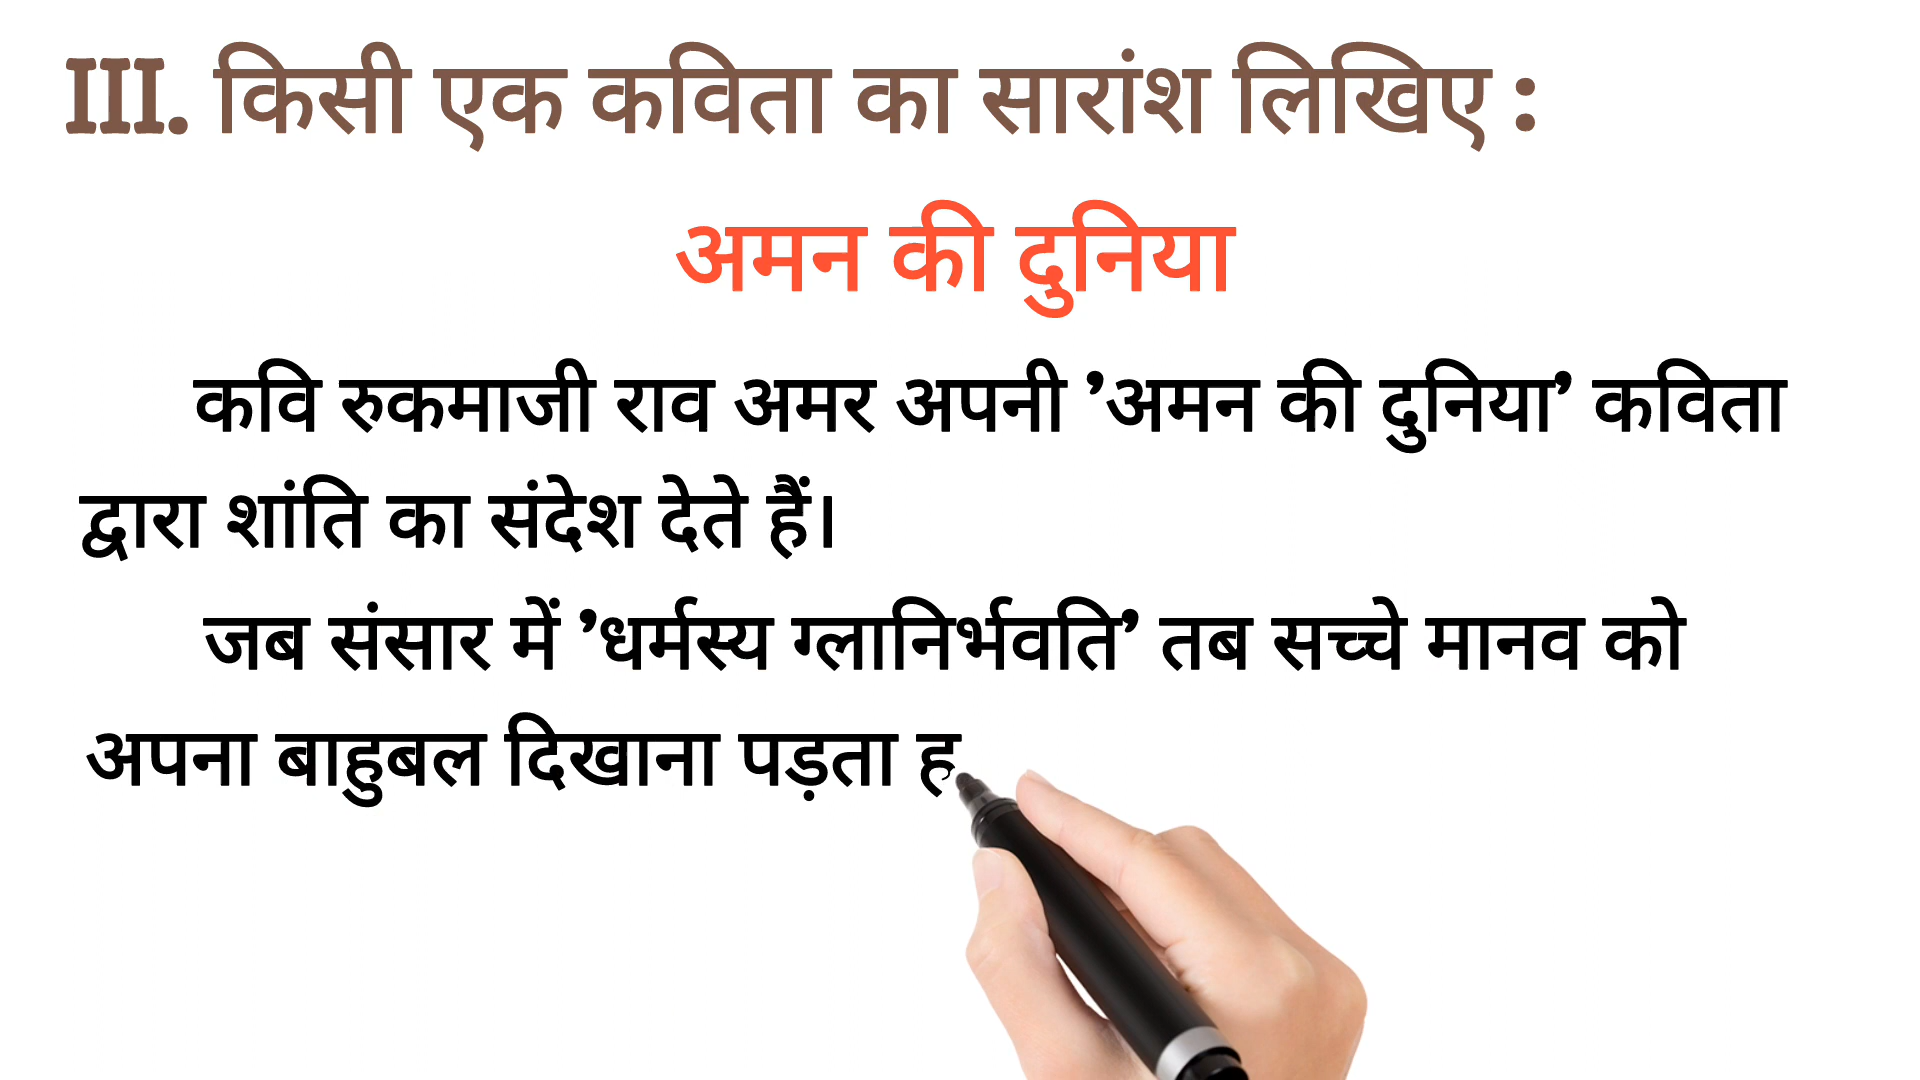 III. किसी एक कविता का सारांश लिखिए :
अमन की दुनिया
कवि रुकमाजी राव अमर अपनी ’अमन की दुनिया’ कविता
द्वारा शांति का संदेश देते हैं।
जब संसार में ’धर्मस्य ग्लानिर्भवति’ तब सच्चे मानव को
अपना बाहुबल दिखाना पड़ता ह